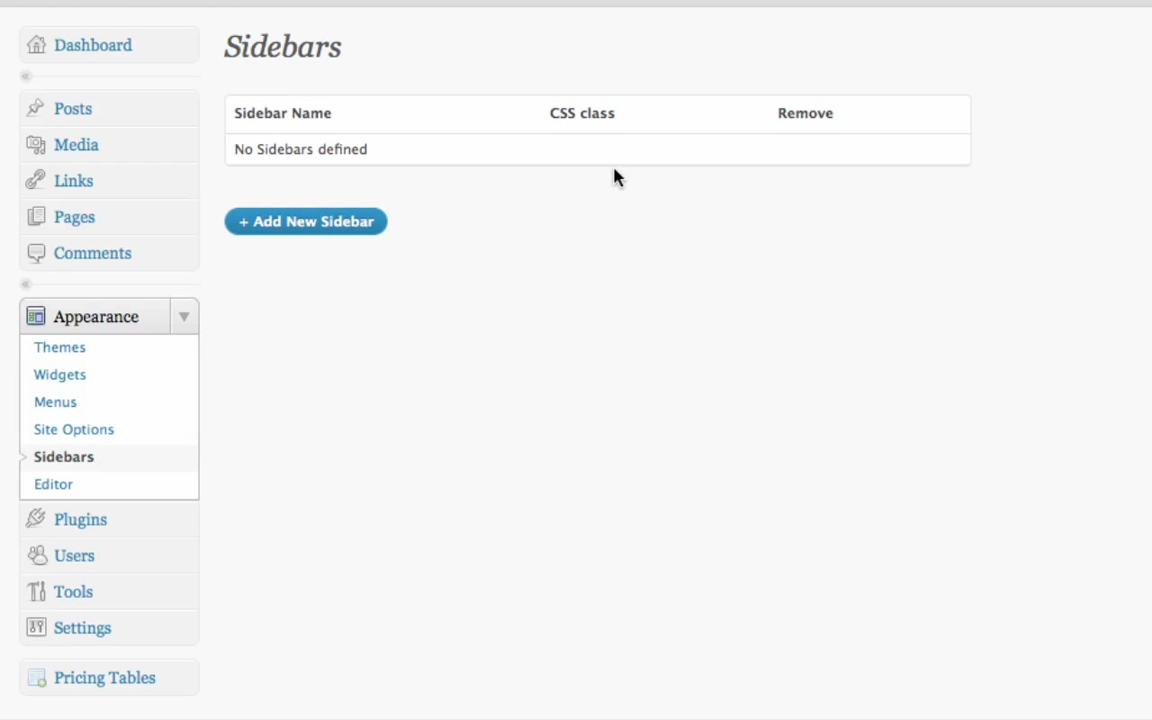 Dashboard
Posts
Media
Links
Pages
Comments
Appearance
Themes
Widgets
Menus
Site Options
Sidebars
Editor
Plugins
Users
Tools
Settings
Pricing Tables
Sidebars
Sidebar Name CSS class Remove
No Sidebars defined
+ Add New Sidebar